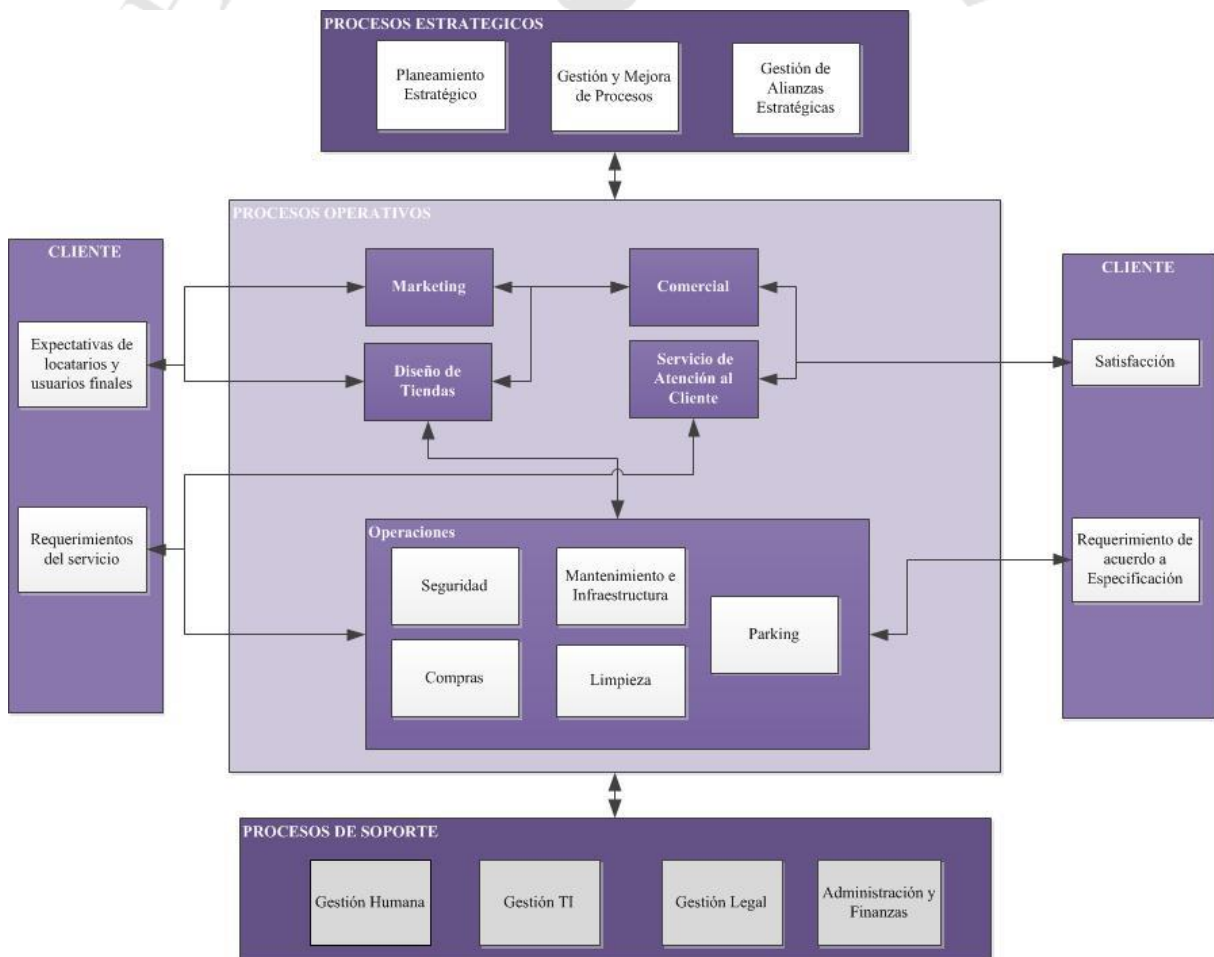 PROCESOS ESTRATEGICOS
Planeamiento
Estratégico
Gestión y Mejora
de Procesos
Gestión de
Alianzas
Estratégicas
PROCESOS OPERATIVOS
CLIENTE
Expectativas de
locatarios y
usuarios finales
Requerimientos
del servicio
Marketing
Comercial
Diseño de
Tiendas
Servicio de
Atención al
Cliente
Operaciones
Seguridad
Mantenimiento e
Infraestructura
Parking
Compras
Limpieza
CLIENTE
Satisfacción
Requerimiento de
acuerdo a
Especificación
PROCESOS DE SOPORTE
Gestión Humana
Gestión TI
Gestión Legal
Administración y
Finanzas